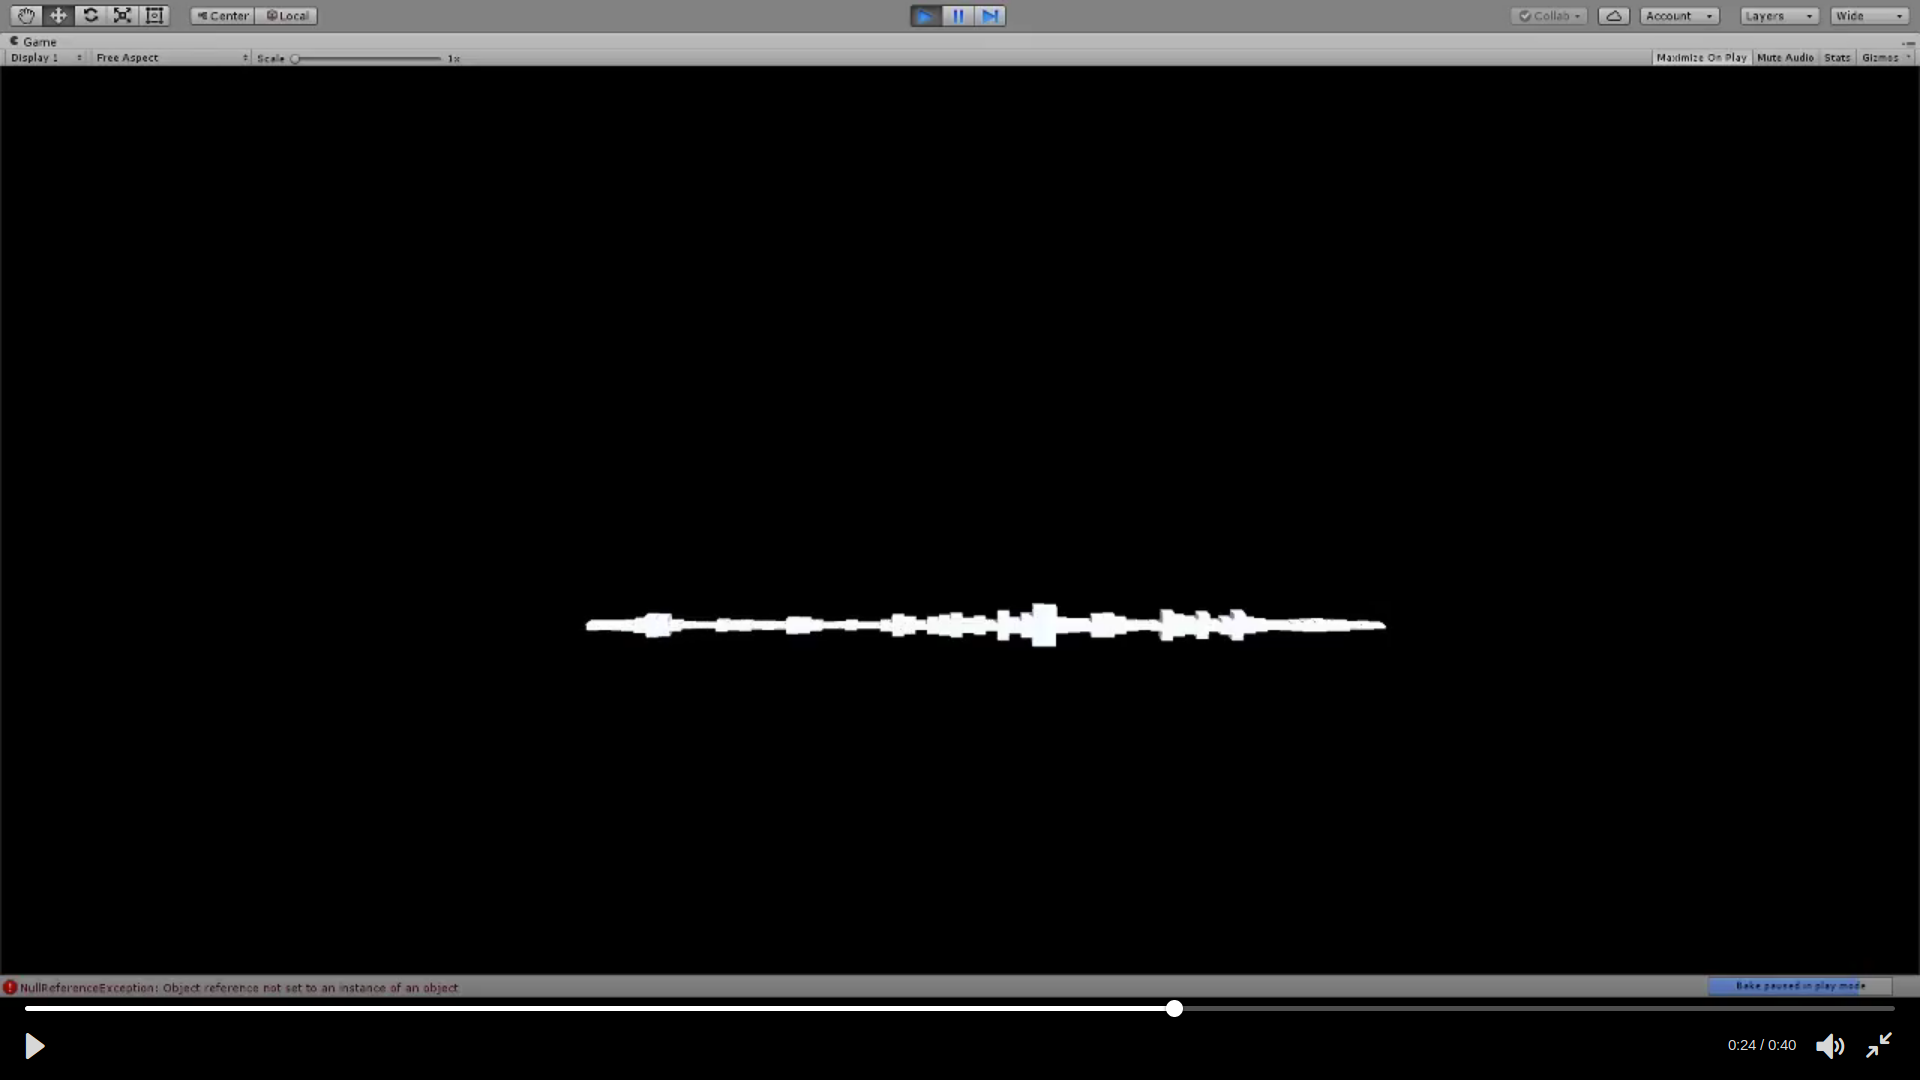 Center Local Collab Account Layers Wide
Game
Display 1 Free Aspect Scale 1x Maximize On Play Mute Audio Stats Gizmos
NullReferenceException: Object reference not set to an instance of an object Bake paused in play mode
0:24 / 0:40